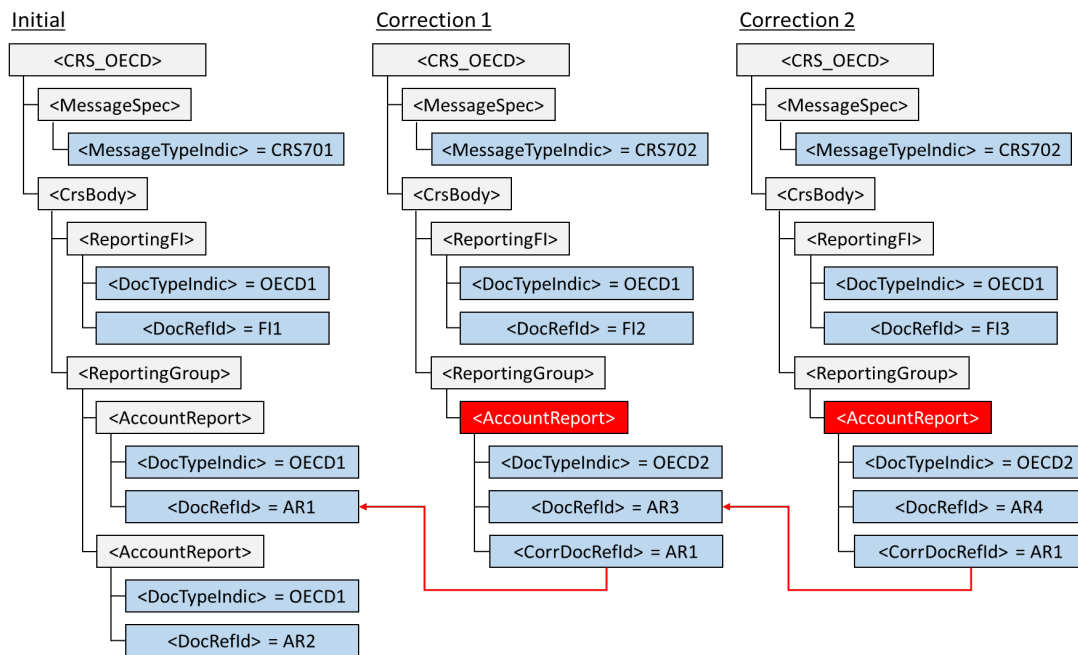 Initial
<CRS_OECD>
<MessageSpec>
<MessageTypeIndic> = CRS701
<CrsBody>
<ReportingFI>
<DocTypeIndic> = OECD1
<DocRefId> = FI1
<ReportingGroup>
<AccountReport>
<DocTypeIndic> = OECD1
<DocRefId> = AR1
<AccountReport>
<DocTypeIndic> = OECD1
<DocRefId> = AR2
Correction 1
<CRS_OECD>
<MessageSpec>
<MessageTypeIndic> = CRS702
<CrsBody>
<ReportingFI>
<DocTypeIndic> = OECD1
<DocRefId> = FI2
<ReportingGroup>
<AccountReport>
<DocTypeIndic> = OECD2
<DocRefId> = AR3
<CorrDocRefId> = AR1
Correction 2
<CRS_OECD>
<MessageSpec>
<MessageTypeIndic> = CRS702
<CrsBody>
<ReportingFI>
<DocTypeIndic> = OECD1
<DocRefId> = FI3
<ReportingGroup>
<AccountReport>
<DocTypeIndic> = OECD2
<DocRefId> = AR4
<CorrDocRefId> = AR1